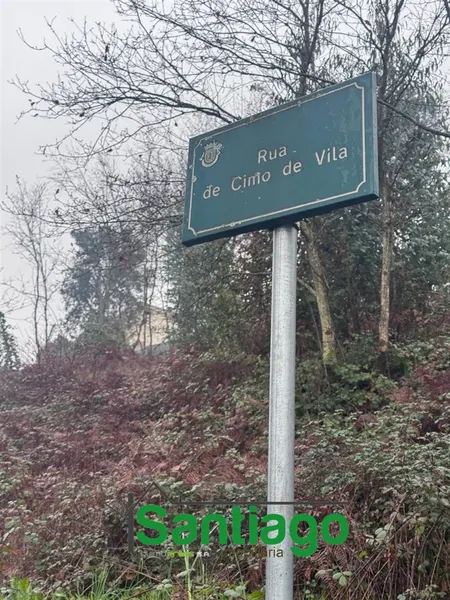 Rua
de Cimo de Vila
Santiago